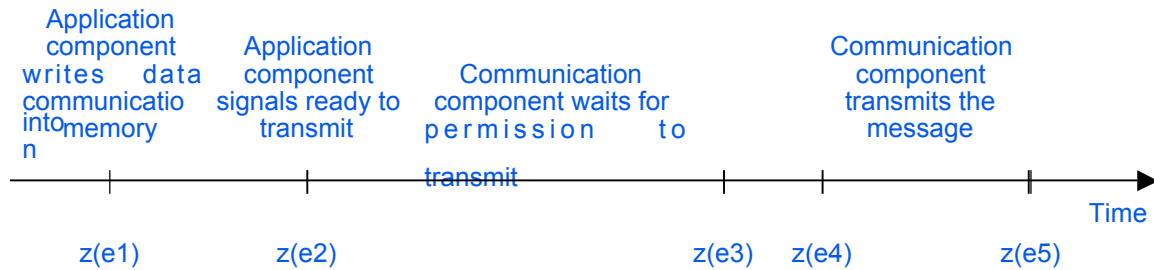 Application
component
writes data
communicatio
into memory
n
Application
component
signals ready to
transmit
Communication
component waits for
permission to
transmit
Communication
component
transmits the
message
Time
z(e1)
z(e2)
z(e3)
z(e4)
z(e5)